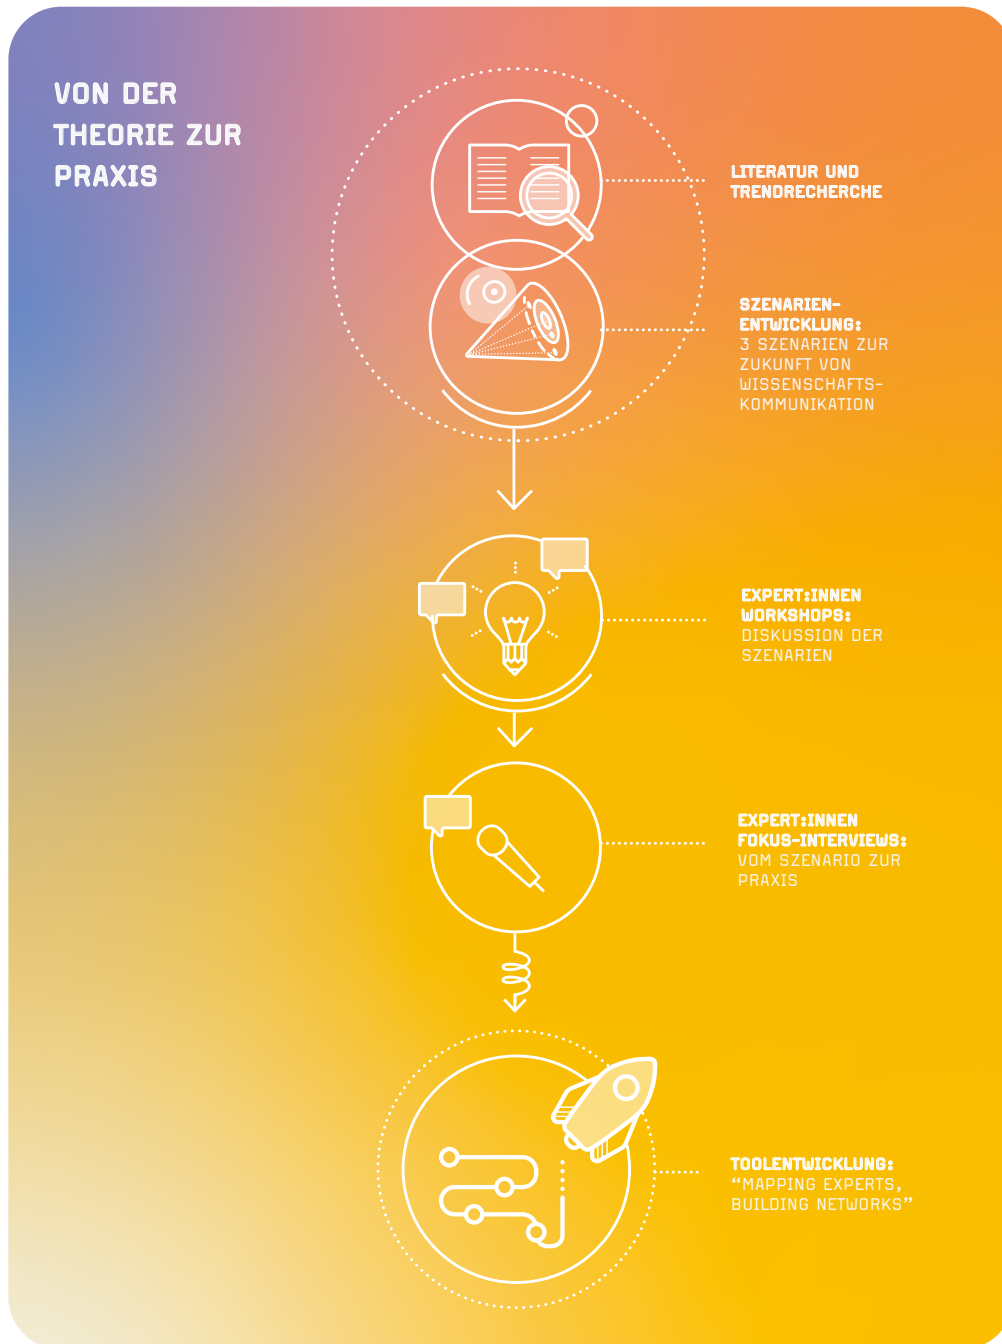 VON DER
THEORIE ZUR
PRAXIS
LITERATUR UND
TRENDRECHERCHE
SZENARIEN-
ENTWICKLUNG:
3 SZENARIEN ZUR
ZUKUNFT VON
WISSENSCHAFTS-
KOMMUNIKATION
EXPERT:INNEN
WORKSHOPS:
DISKUSSION DER
SZENARIEN
EXPERT:INNEN
FOKUS-INTERVIEWS:
VOM SZENARIO ZUR
PRAXIS
TOOLENTWICKLUNG:
“MAPPING EXPERTS,
BUILDING NETWORKS”